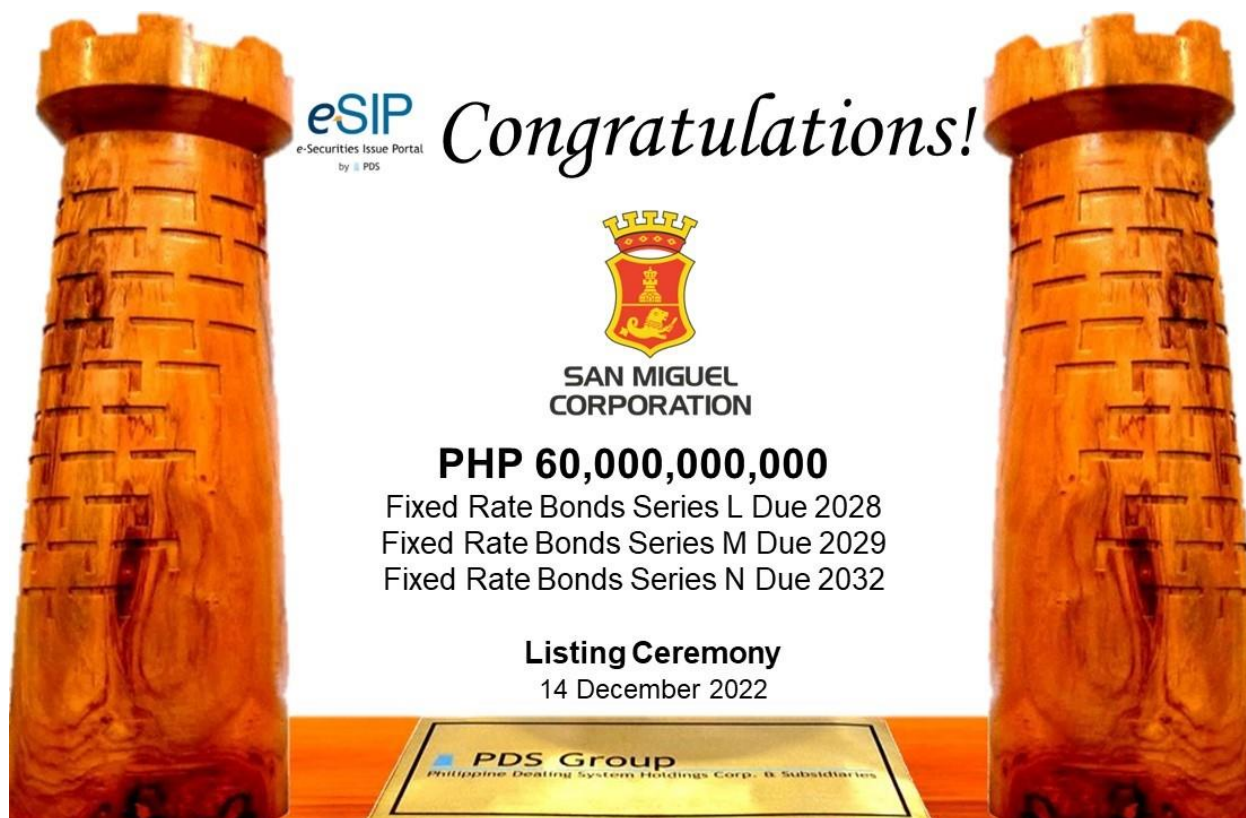 eSIP
e-Securities Issue Portal
by PDS
Congratulations!
SAN MIGUEL
CORPORATION
PHP 60,000,000,000
Fixed Rate Bonds Series L Due 2028
Fixed Rate Bonds Series M Due 2029
Fixed Rate Bonds Series N Due 2032
Listing Ceremony
14 December 2022
PDS Group
Philippine Dealing System Holdings Corp. & Subsidiaries